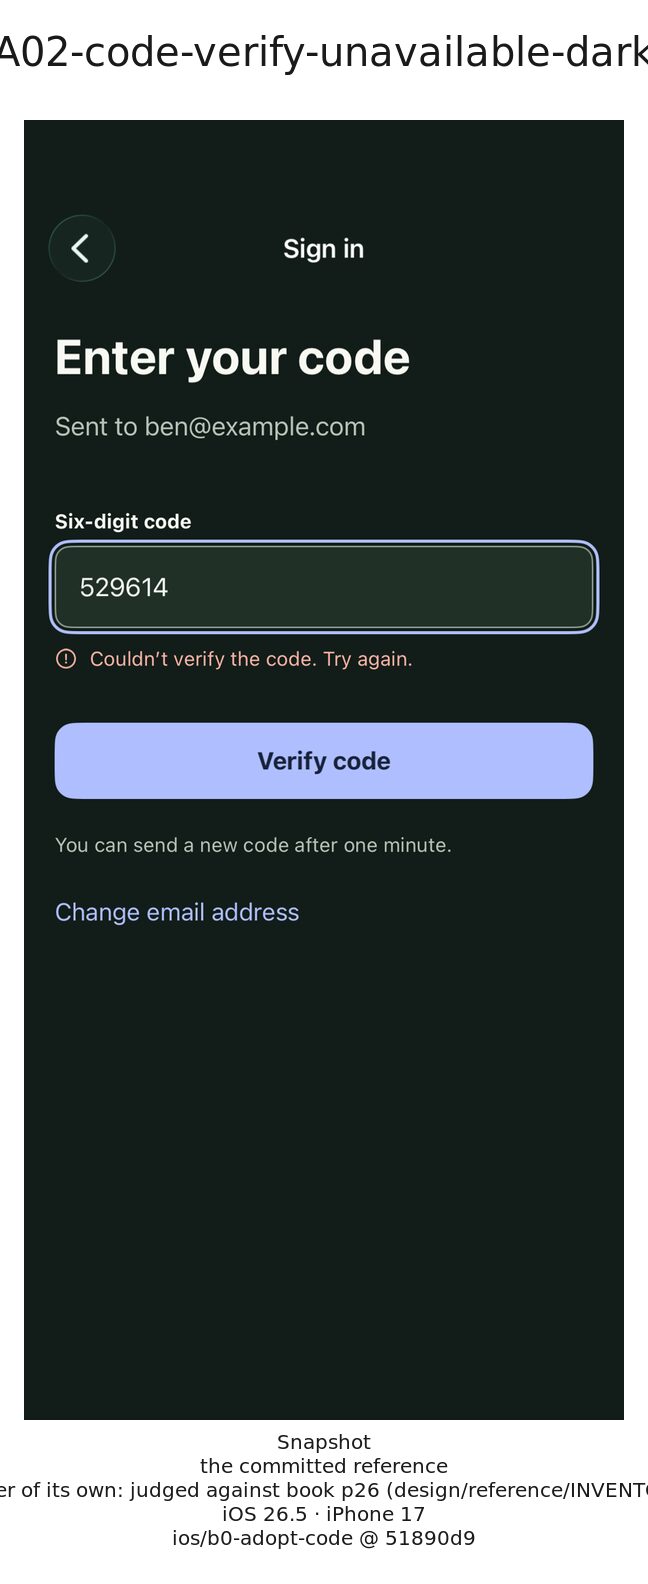 A02-code-verify-unavailable-dark
Sign in
Enter your code
Sent to ben@example.com
Six-digit code
529614
Couldn’t verify the code. Try again.
Verify code
You can send a new code after one minute.
Change email address
Snapshot
the committed reference
of its own: judged against book p26 (design/reference/
iOS 26.5 · iPhone 17
ios/b0-adopt-code @ 51890d9